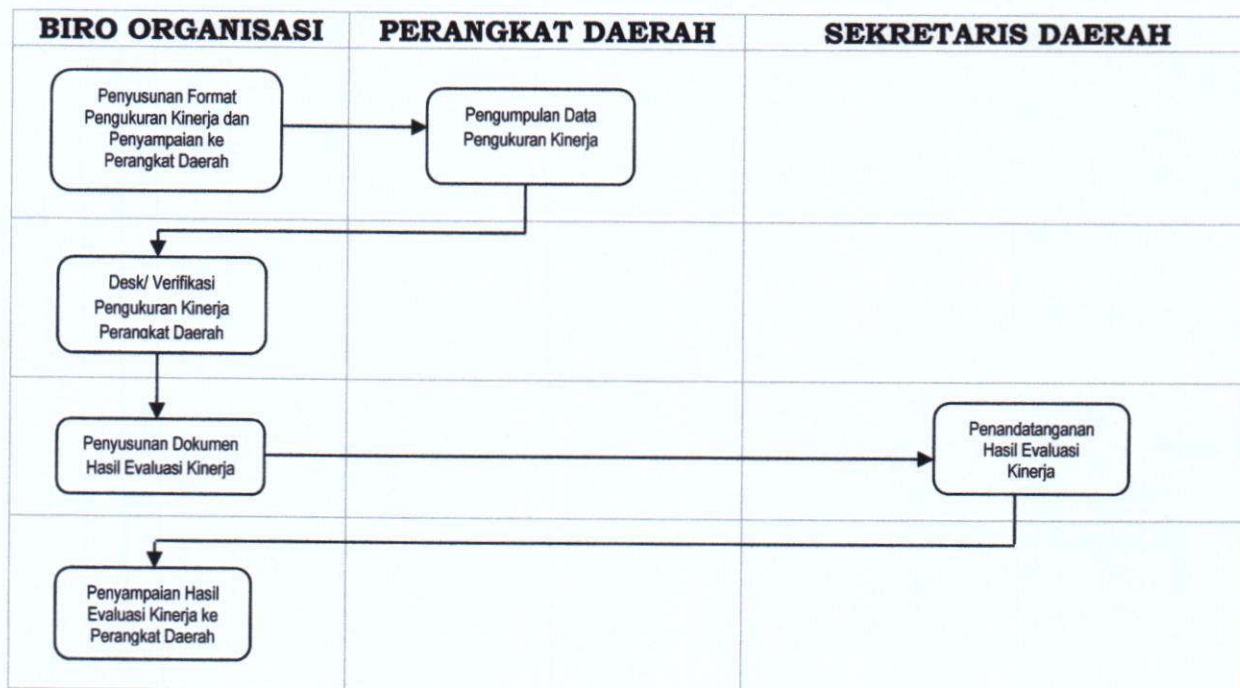 BIRO ORGANISASI
PERANGKAT DAERAH
SEKRETARIS DAERAH
Penyusunan Format
Pengukuran Kinerja dan
Penyampaian ke
Perangkat Daerah
Pengumpulan Data
Pengukuran Kinerja
Desk/ Verifikasi
Pengukuran Kinerja
Perangkat Daerah
Penyusunan Dokumen
Hasil Evaluasi Kinerja
Penandatanganan
Hasil Evaluasi
Kinerja
Penyampaian Hasil
Evaluasi Kinerja ke
Perangkat Daerah